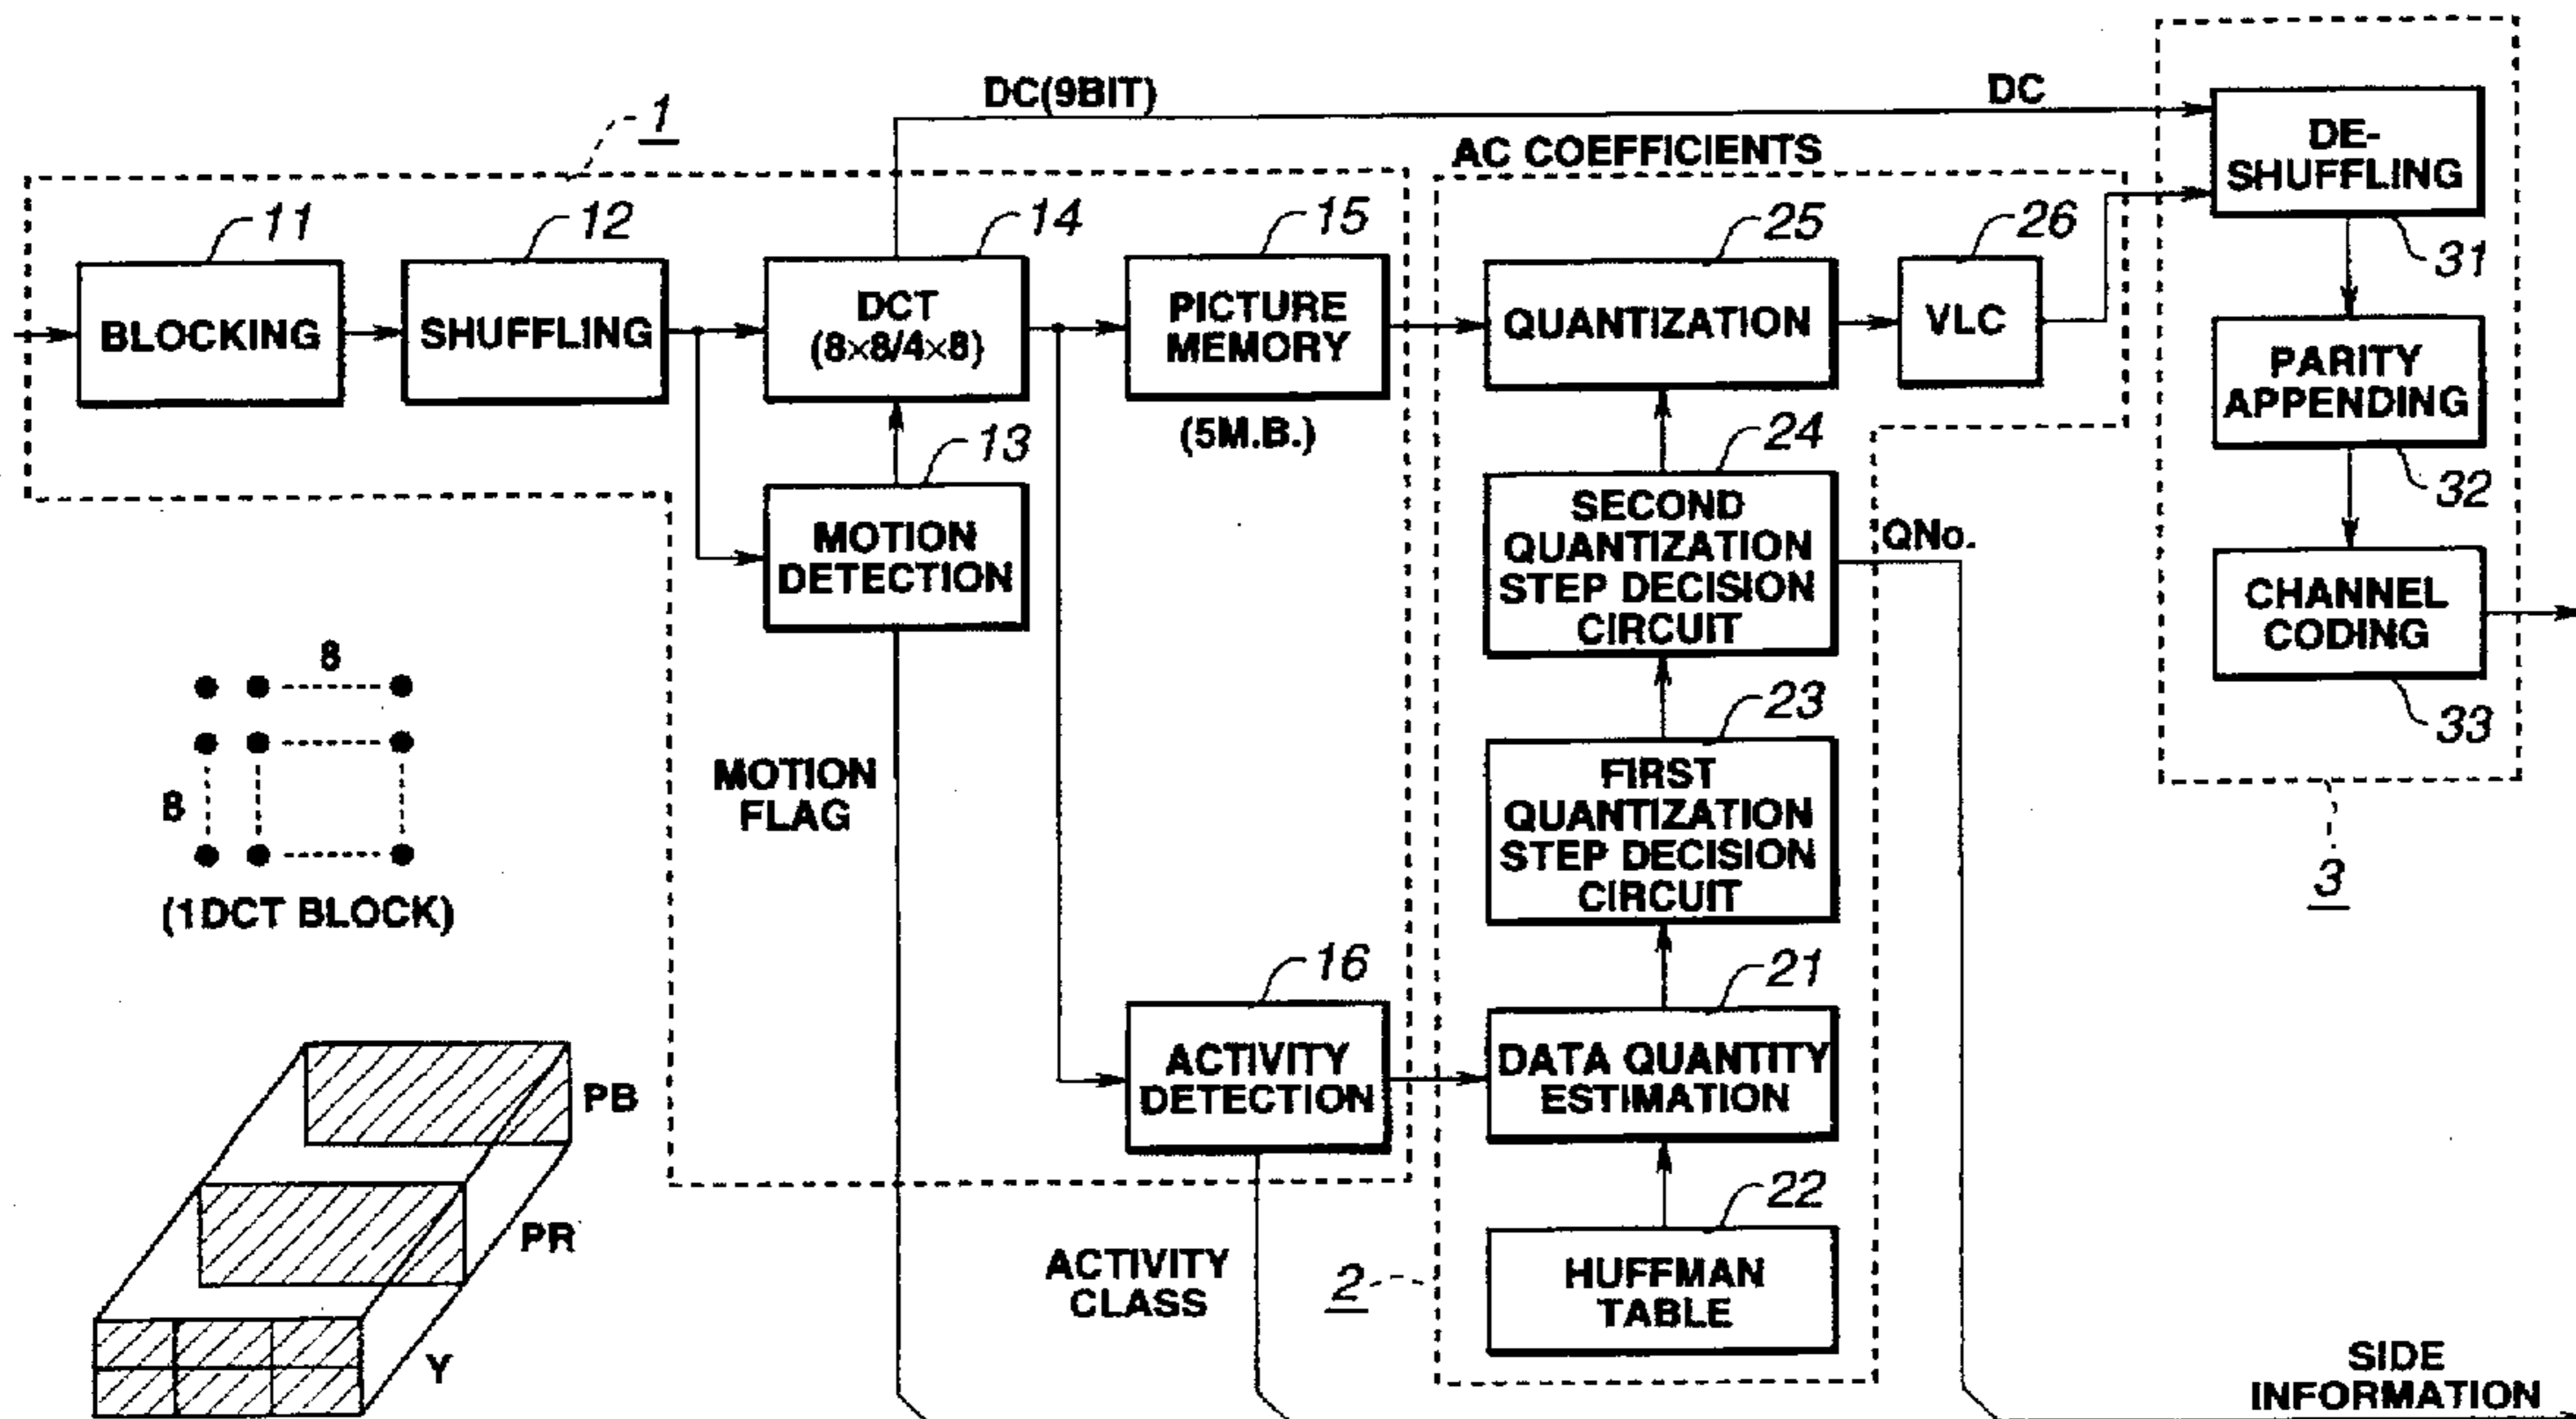 1
DC(9BIT)
DC
AC COEFFICIENTS
11
BLOCKING
12
SHUFFLING
14
DCT
(8×8/4×8)
15
PICTURE
MEMORY
(5M.B.)
13
MOTION
DETECTION
MOTION
FLAG
16
ACTIVITY
DETECTION
ACTIVITY
CLASS
25
QUANTIZATION
26
VLC
24
SECOND
QUANTIZATION
STEP DECISION
CIRCUIT
QNo.
23
FIRST
QUANTIZATION
STEP DECISION
CIRCUIT
21
DATA QUANTITY
ESTIMATION
22
HUFFMAN
TABLE
2
DE-
SHUFFLING
31
PARITY
APPENDING
32
CHANNEL
CODING
33
3
SIDE
INFORMATION
8
8
(1DCT BLOCK)
PB
PR
Y